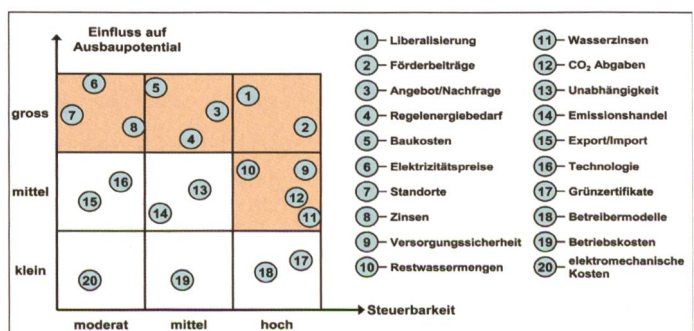 Einfluss auf
Ausbaupotential
gross
mittel
klein
moderat
mittel
hoch
Steuerbarkeit
6
5
1
7
3
8
4
2
10
9
16
13
15
12
14
11
20
19
18
17
1 Liberalisierung
2 Förderbeiträge
3 Angebot/Nachfrage
4 Regelenergiebedarf
5 Baukosten
6 Elektrizitätspreise
7 Standorte
8 Zinsen
9 Versorgungssicherheit
10 Restwassermengen
11 Wasserzinsen
12 CO₂ Abgaben
13 Unabhängigkeit
14 Emissionshandel
15 Export/Import
16 Technologie
17 Grünzertifikate
18 Betreibermodelle
19 Betriebskosten
20 elektromechanische
Kosten